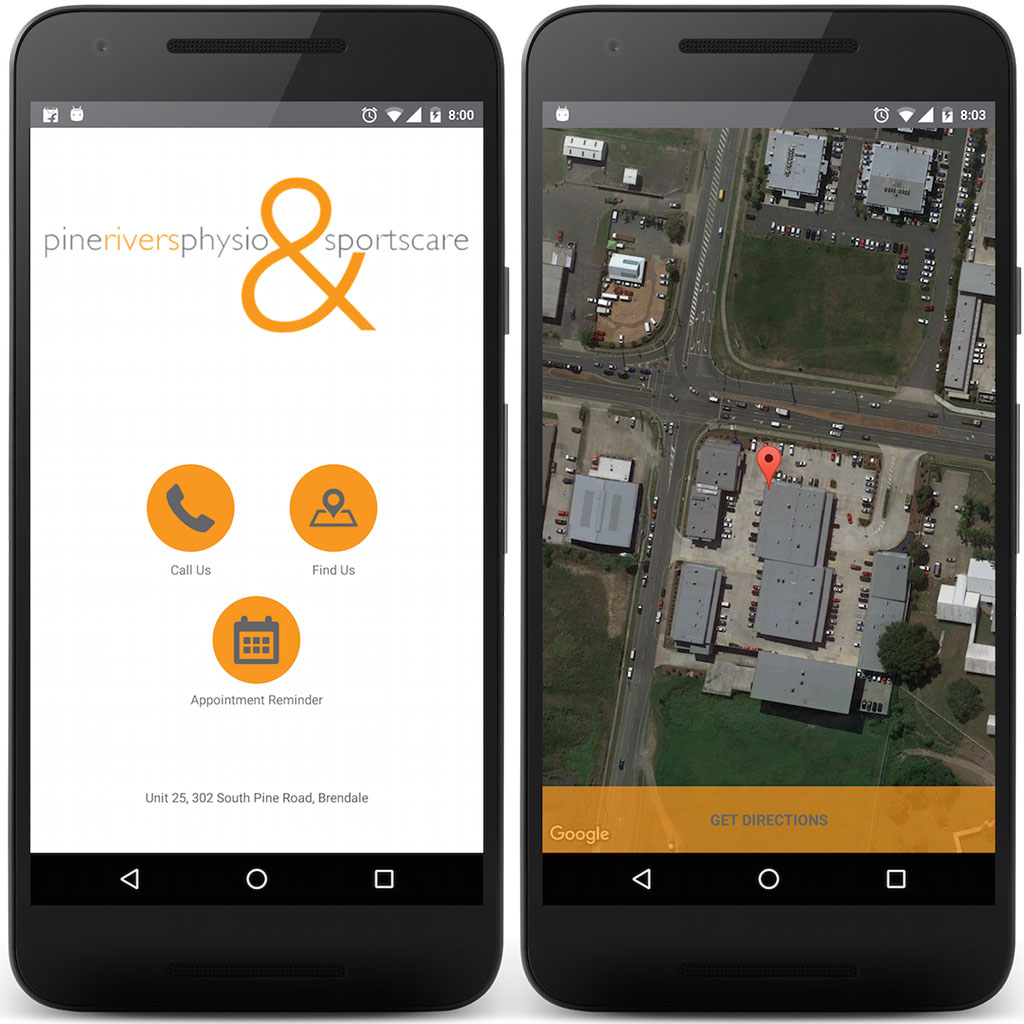 8:00
pineriversphysio & sportscare
Call Us
Find Us
Appointment Reminder
Unit 25, 302 South Pine Road, Brendale
8:03
GET DIRECTIONS
Google